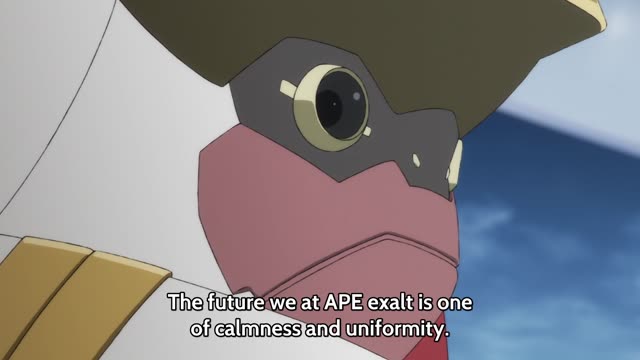 The future we at APE exalt is one
of calmness and uniformity.